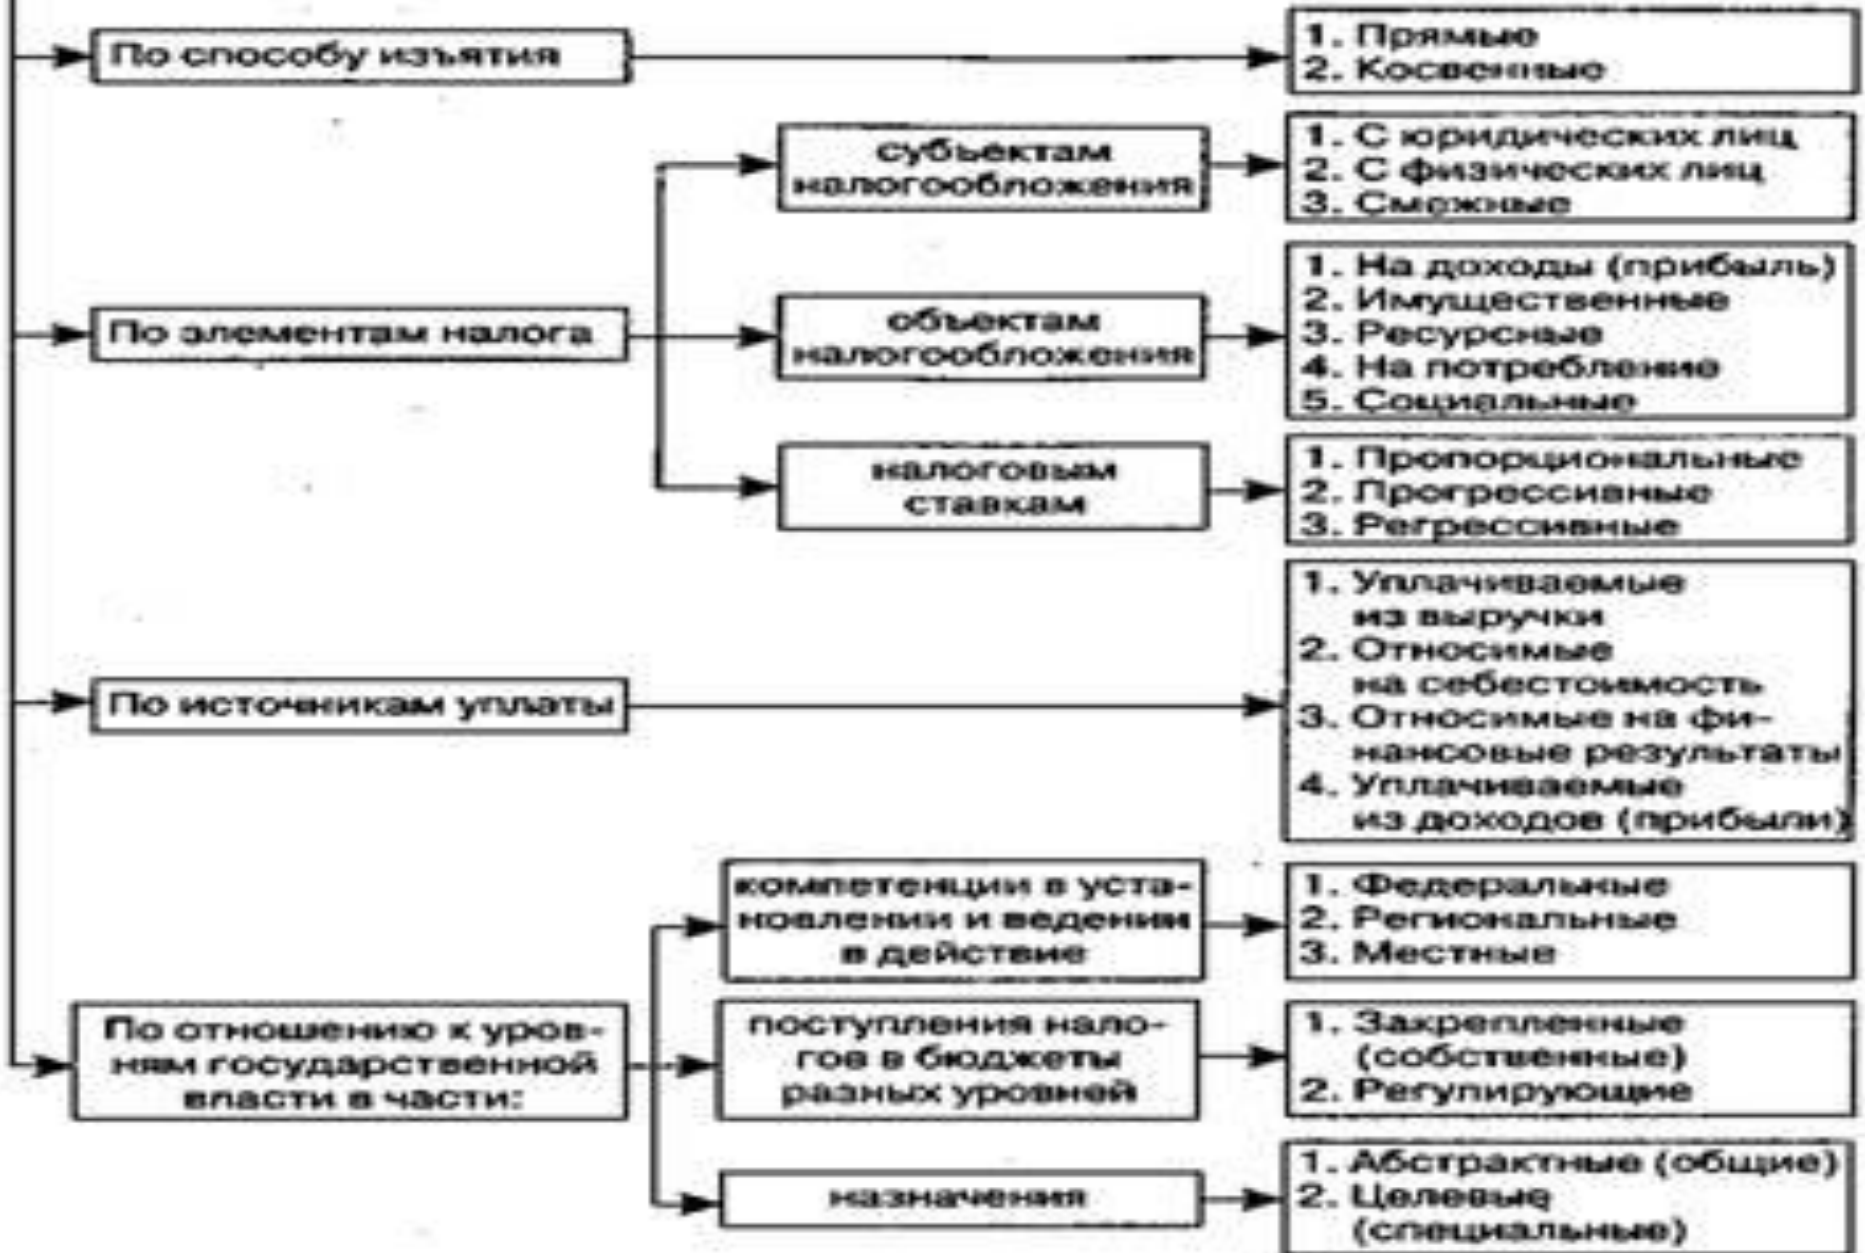 По способу изъятия
1. Прямые
2. Косвенные
По элементам налога
субъектам
налогообложения
1. С юридических лиц
2. С физических лиц
3. Смежные
объектам
налогообложения
1. На доходы (прибыль)
2. Имущественные
3. Ресурсные
4. На потребление
5. Социальные
налоговым
ставкам
1. Пропорциональные
2. Прогрессивные
3. Регрессивные
По источникам уплаты
1. Уплачиваемые
из выручки
2. Относимые
на себестоимость
3. Относимые на фи-
нансовые результаты
4. Уплачиваемые
из доходов (прибыли)
По отношению к уров-
ням государственной
власти в части:
компетенции в уста-
новлении и ведении
в действие
1. Федеральные
2. Региональные
3. Местные
поступления нало-
гов в бюджеты
разных уровней
1. Закрепленные
(собственные)
2. Регулирующие
назначения
1. Абстрактные (общие)
2. Целевые
(специальные)